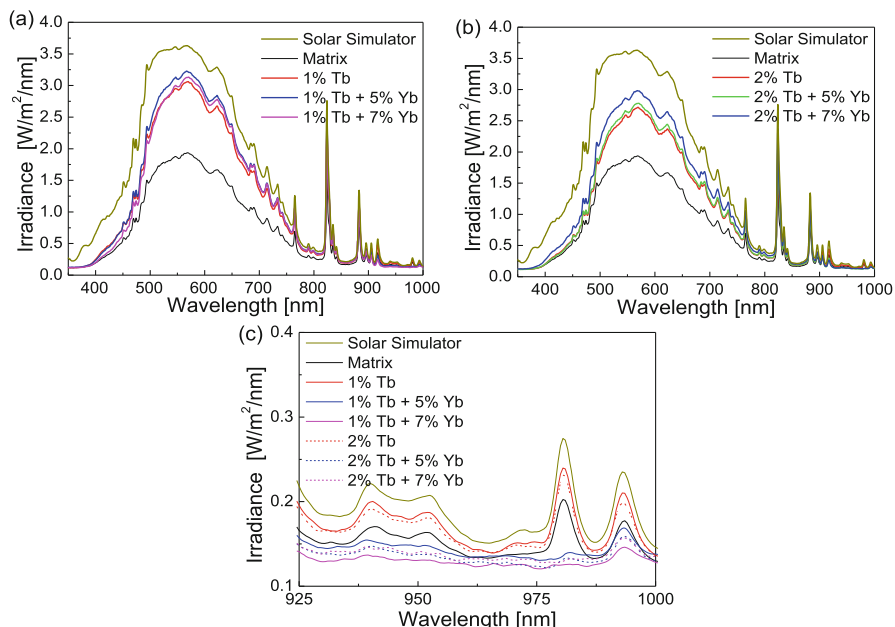 (a)
4.0
3.5
3.0
2.5
2.0
1.5
1.0
0.5
0.0
Irradiance [W/m²/nm]
Solar Simulator
Matrix
1% Tb
1% Tb + 5% Yb
1% Tb + 7% Yb
400 500 600 700 800 900 1000
Wavelength [nm]
(b)
4.0
3.5
3.0
2.5
2.0
1.5
1.0
0.5
0.0
Irradiance [W/m²/nm]
Solar Simulator
Matrix
2% Tb
2% Tb + 5% Yb
2% Tb + 7% Yb
400 500 600 700 800 900 1000
Wavelength [nm]
(c)
0.4
0.3
0.2
0.1
Irradiance [W/m²/nm]
Solar Simulator
Matrix
1% Tb
1% Tb + 5% Yb
1% Tb + 7% Yb
2% Tb
2% Tb + 5% Yb
2% Tb + 7% Yb
925 950 975 1000
Wavelength [nm]